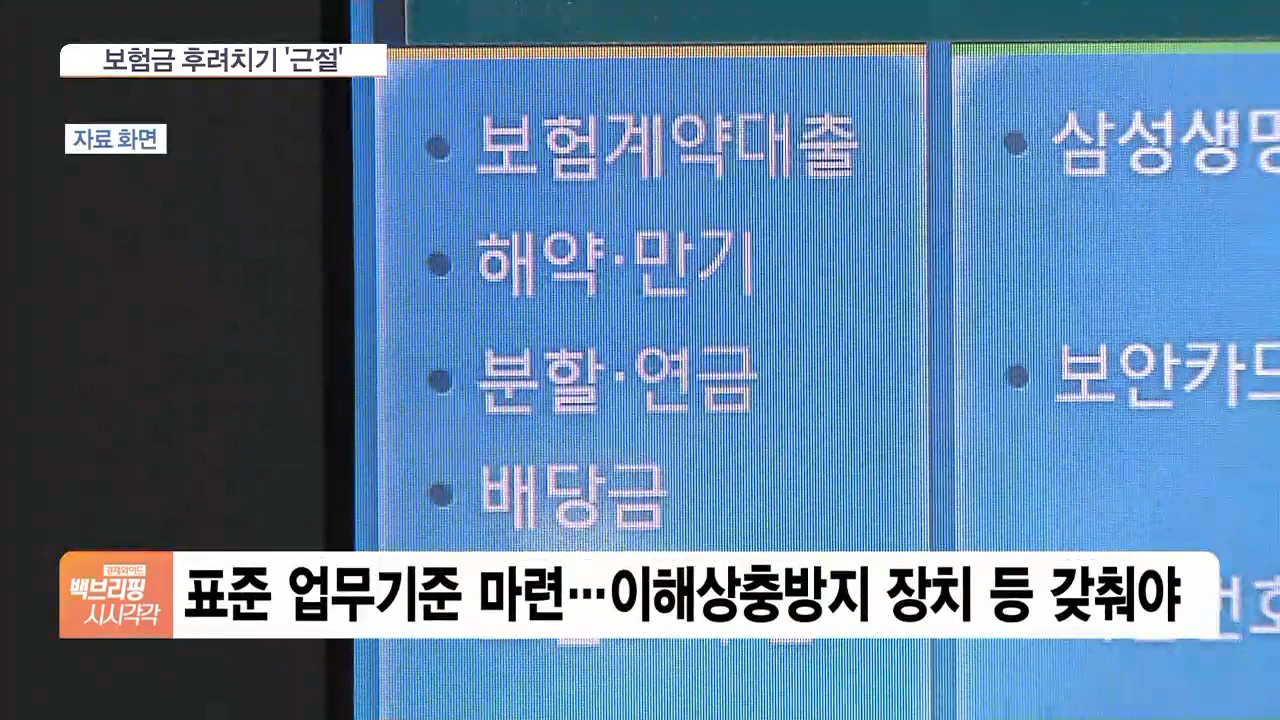 보험금 후려치기 '근절'
자료 화면
보험계약대출
해약·만기
분할·연금
배당금
삼성생명
보안카드
경제와이드
백브리핑
시시각각
표준 업무기준 마련…이해상충방지 장치 등 갖춰야